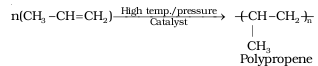 n(CH₃ –CH=CH₂) High temp./pressure Catalyst –(CH–CH₂)ₙ
CH₃
Polypropene